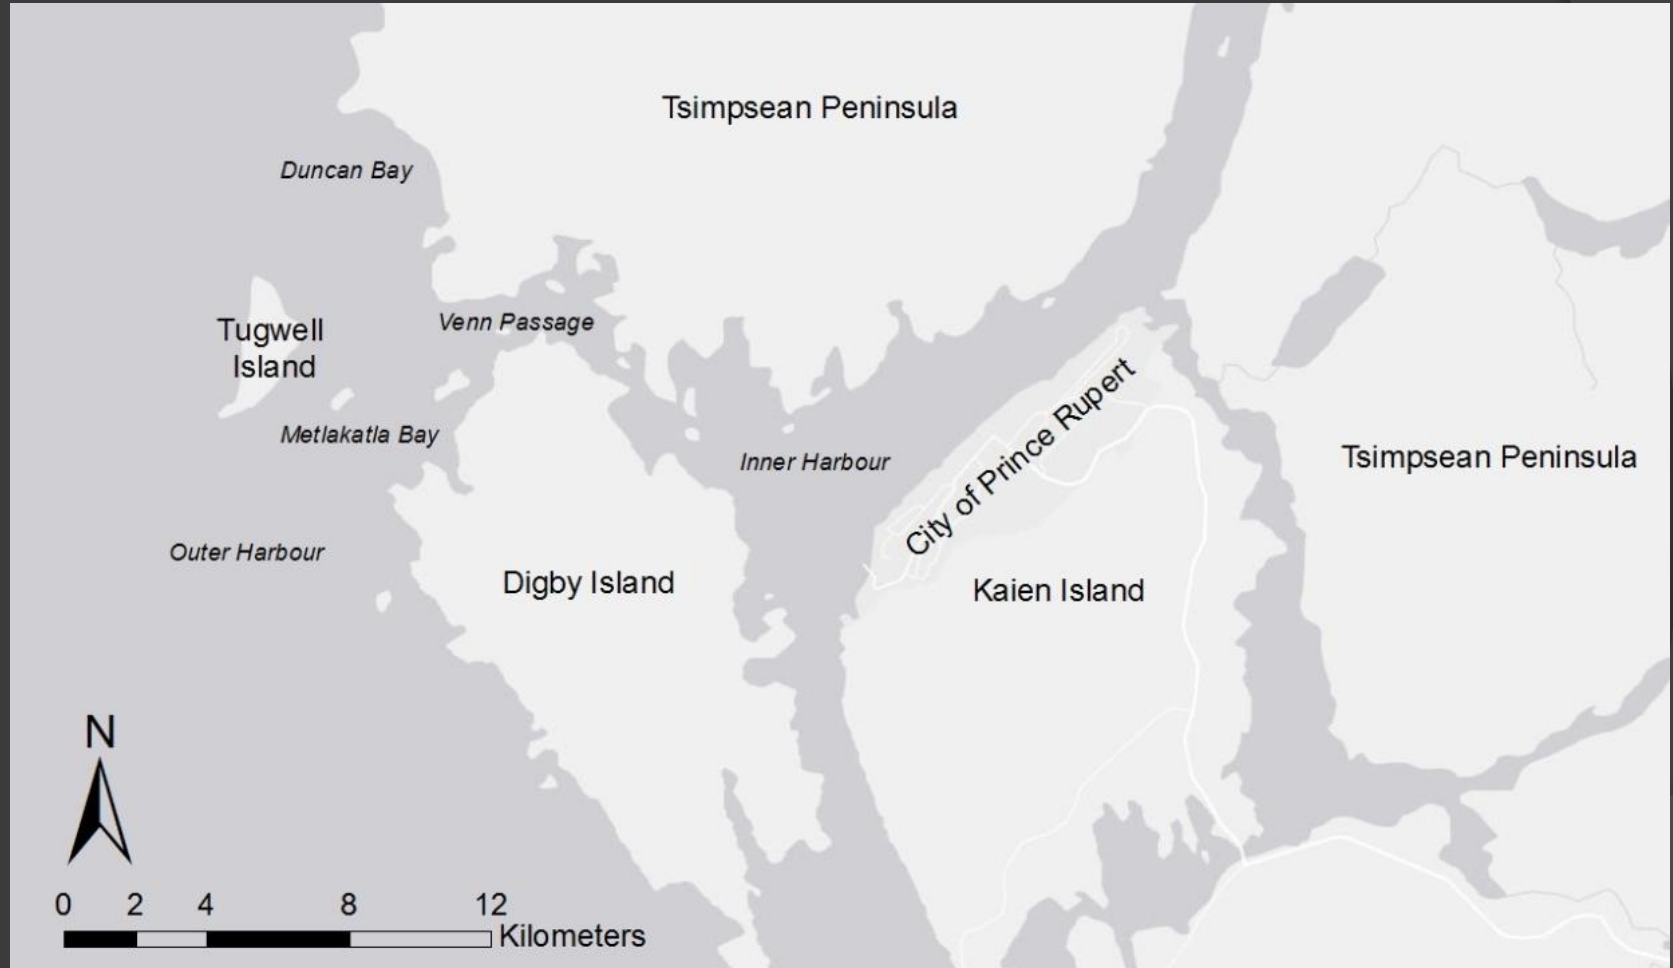 Tsimpsean Peninsula
Duncan Bay
Venn Passage
Tugwell
Island
Metlakatla Bay
Inner Harbour
City of Prince Rupert
Tsimpsean Peninsula
Outer Harbour
Digby Island
Kaien Island
N
0 2 4 8 12
Kilometers